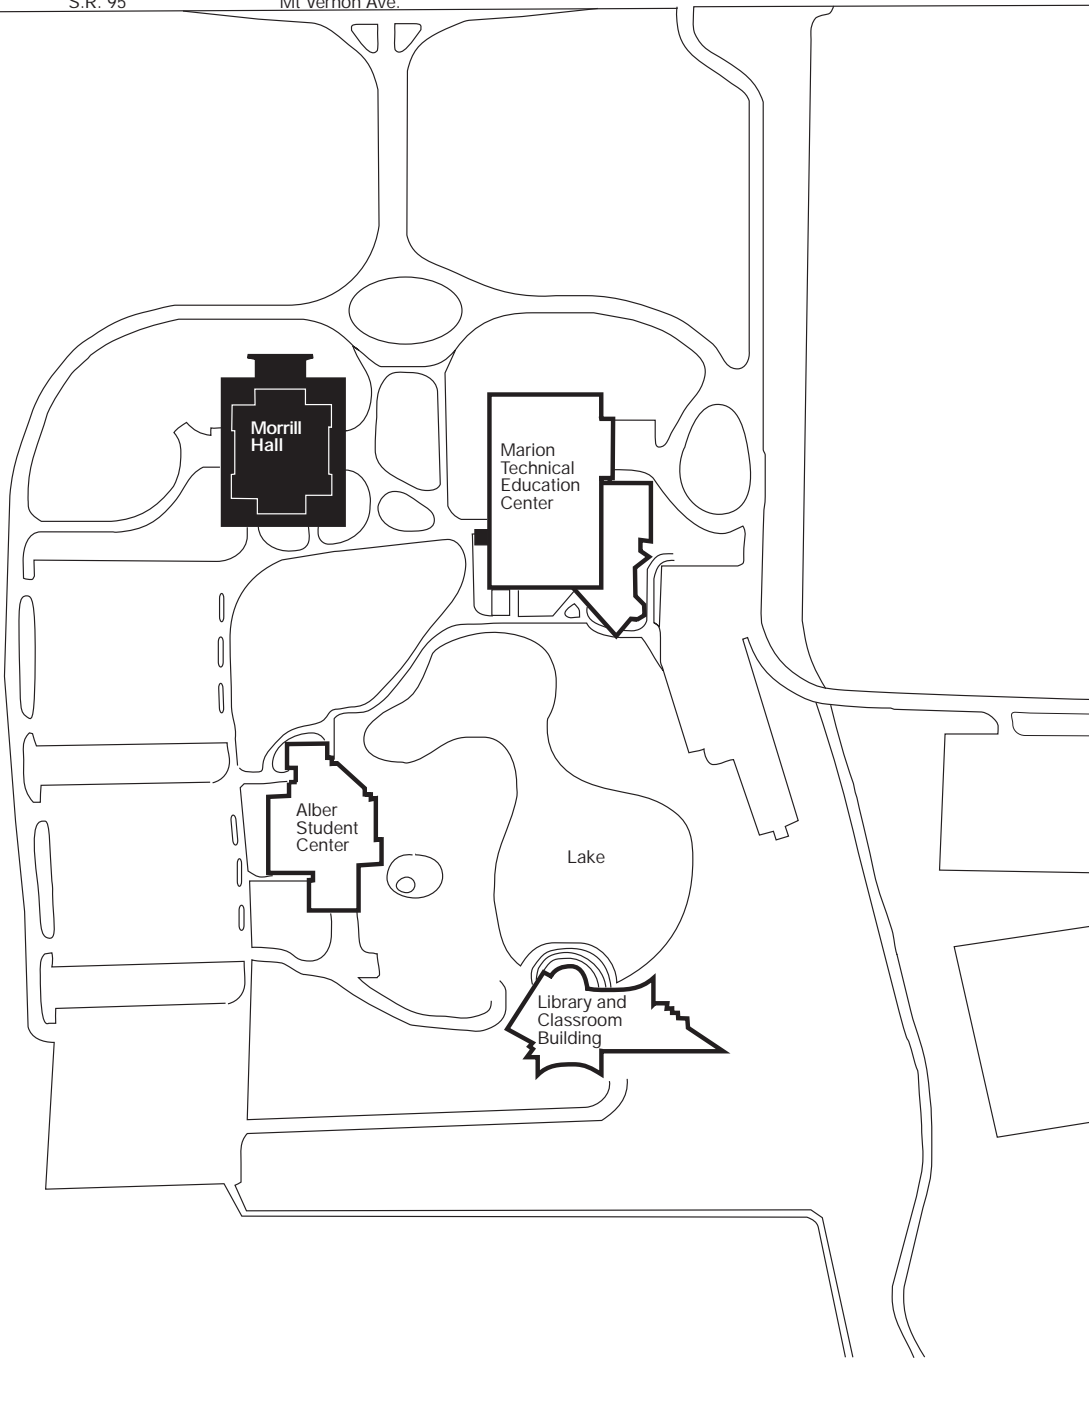 S.R. 95
Mt Vernon Ave.
Morrill
Hall
Marion
Technical
Education
Center
Alber
Student
Center
Lake
Library and
Classroom
Building